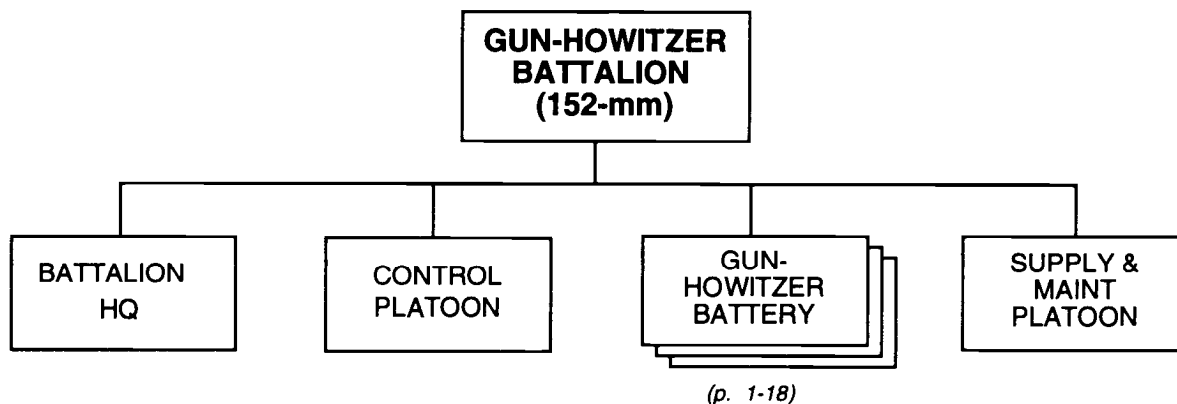 GUN-HOWITZER
BATTALION
(152-mm)
BATTALION
HQ
CONTROL
PLATOON
GUN-
HOWITZER
BATTERY
SUPPLY &
MAINT
PLATOON
(p. 1-18)